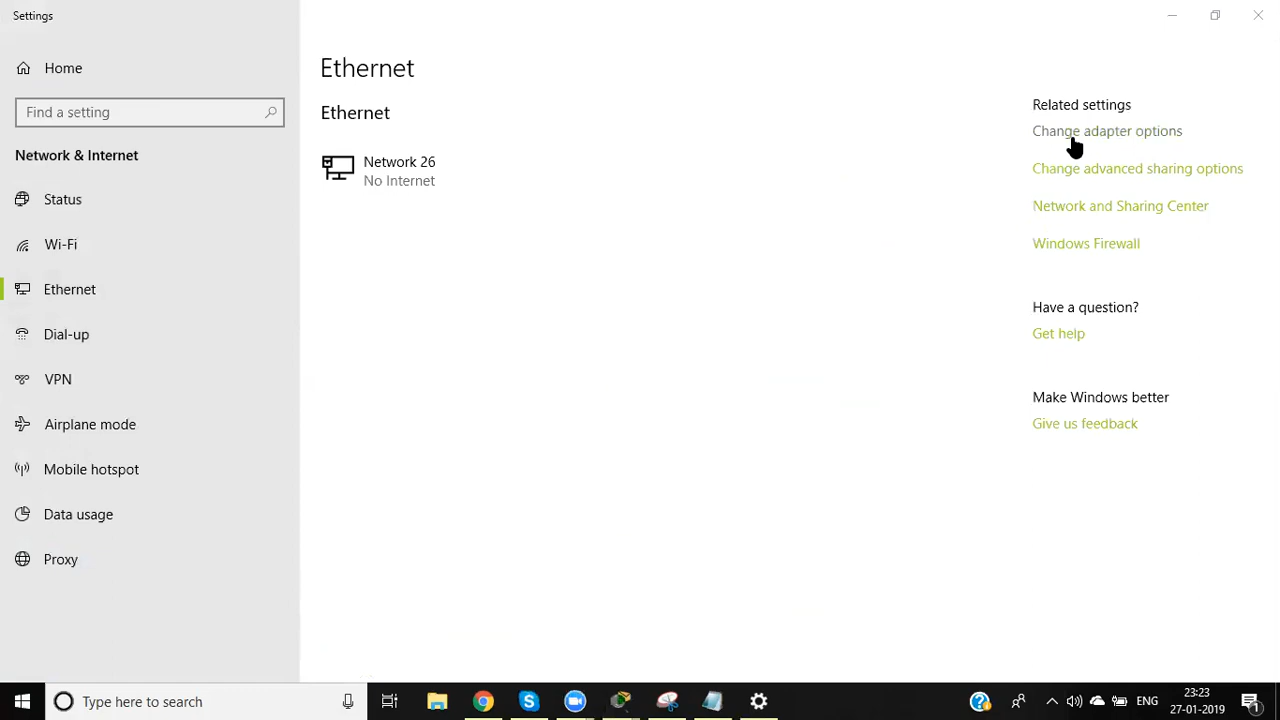 Settings
Home
Find a setting
Network & Internet
Status
Wi-Fi
Ethernet
Dial-up
VPN
Airplane mode
Mobile hotspot
Data usage
Proxy
Ethernet
Ethernet
Network 26
No Internet
Related settings
Change adapter options
Change advanced sharing options
Network and Sharing Center
Windows Firewall
Have a question?
Get help
Make Windows better
Give us feedback
Type here to search
ENG
23:23
27-01-2019
1